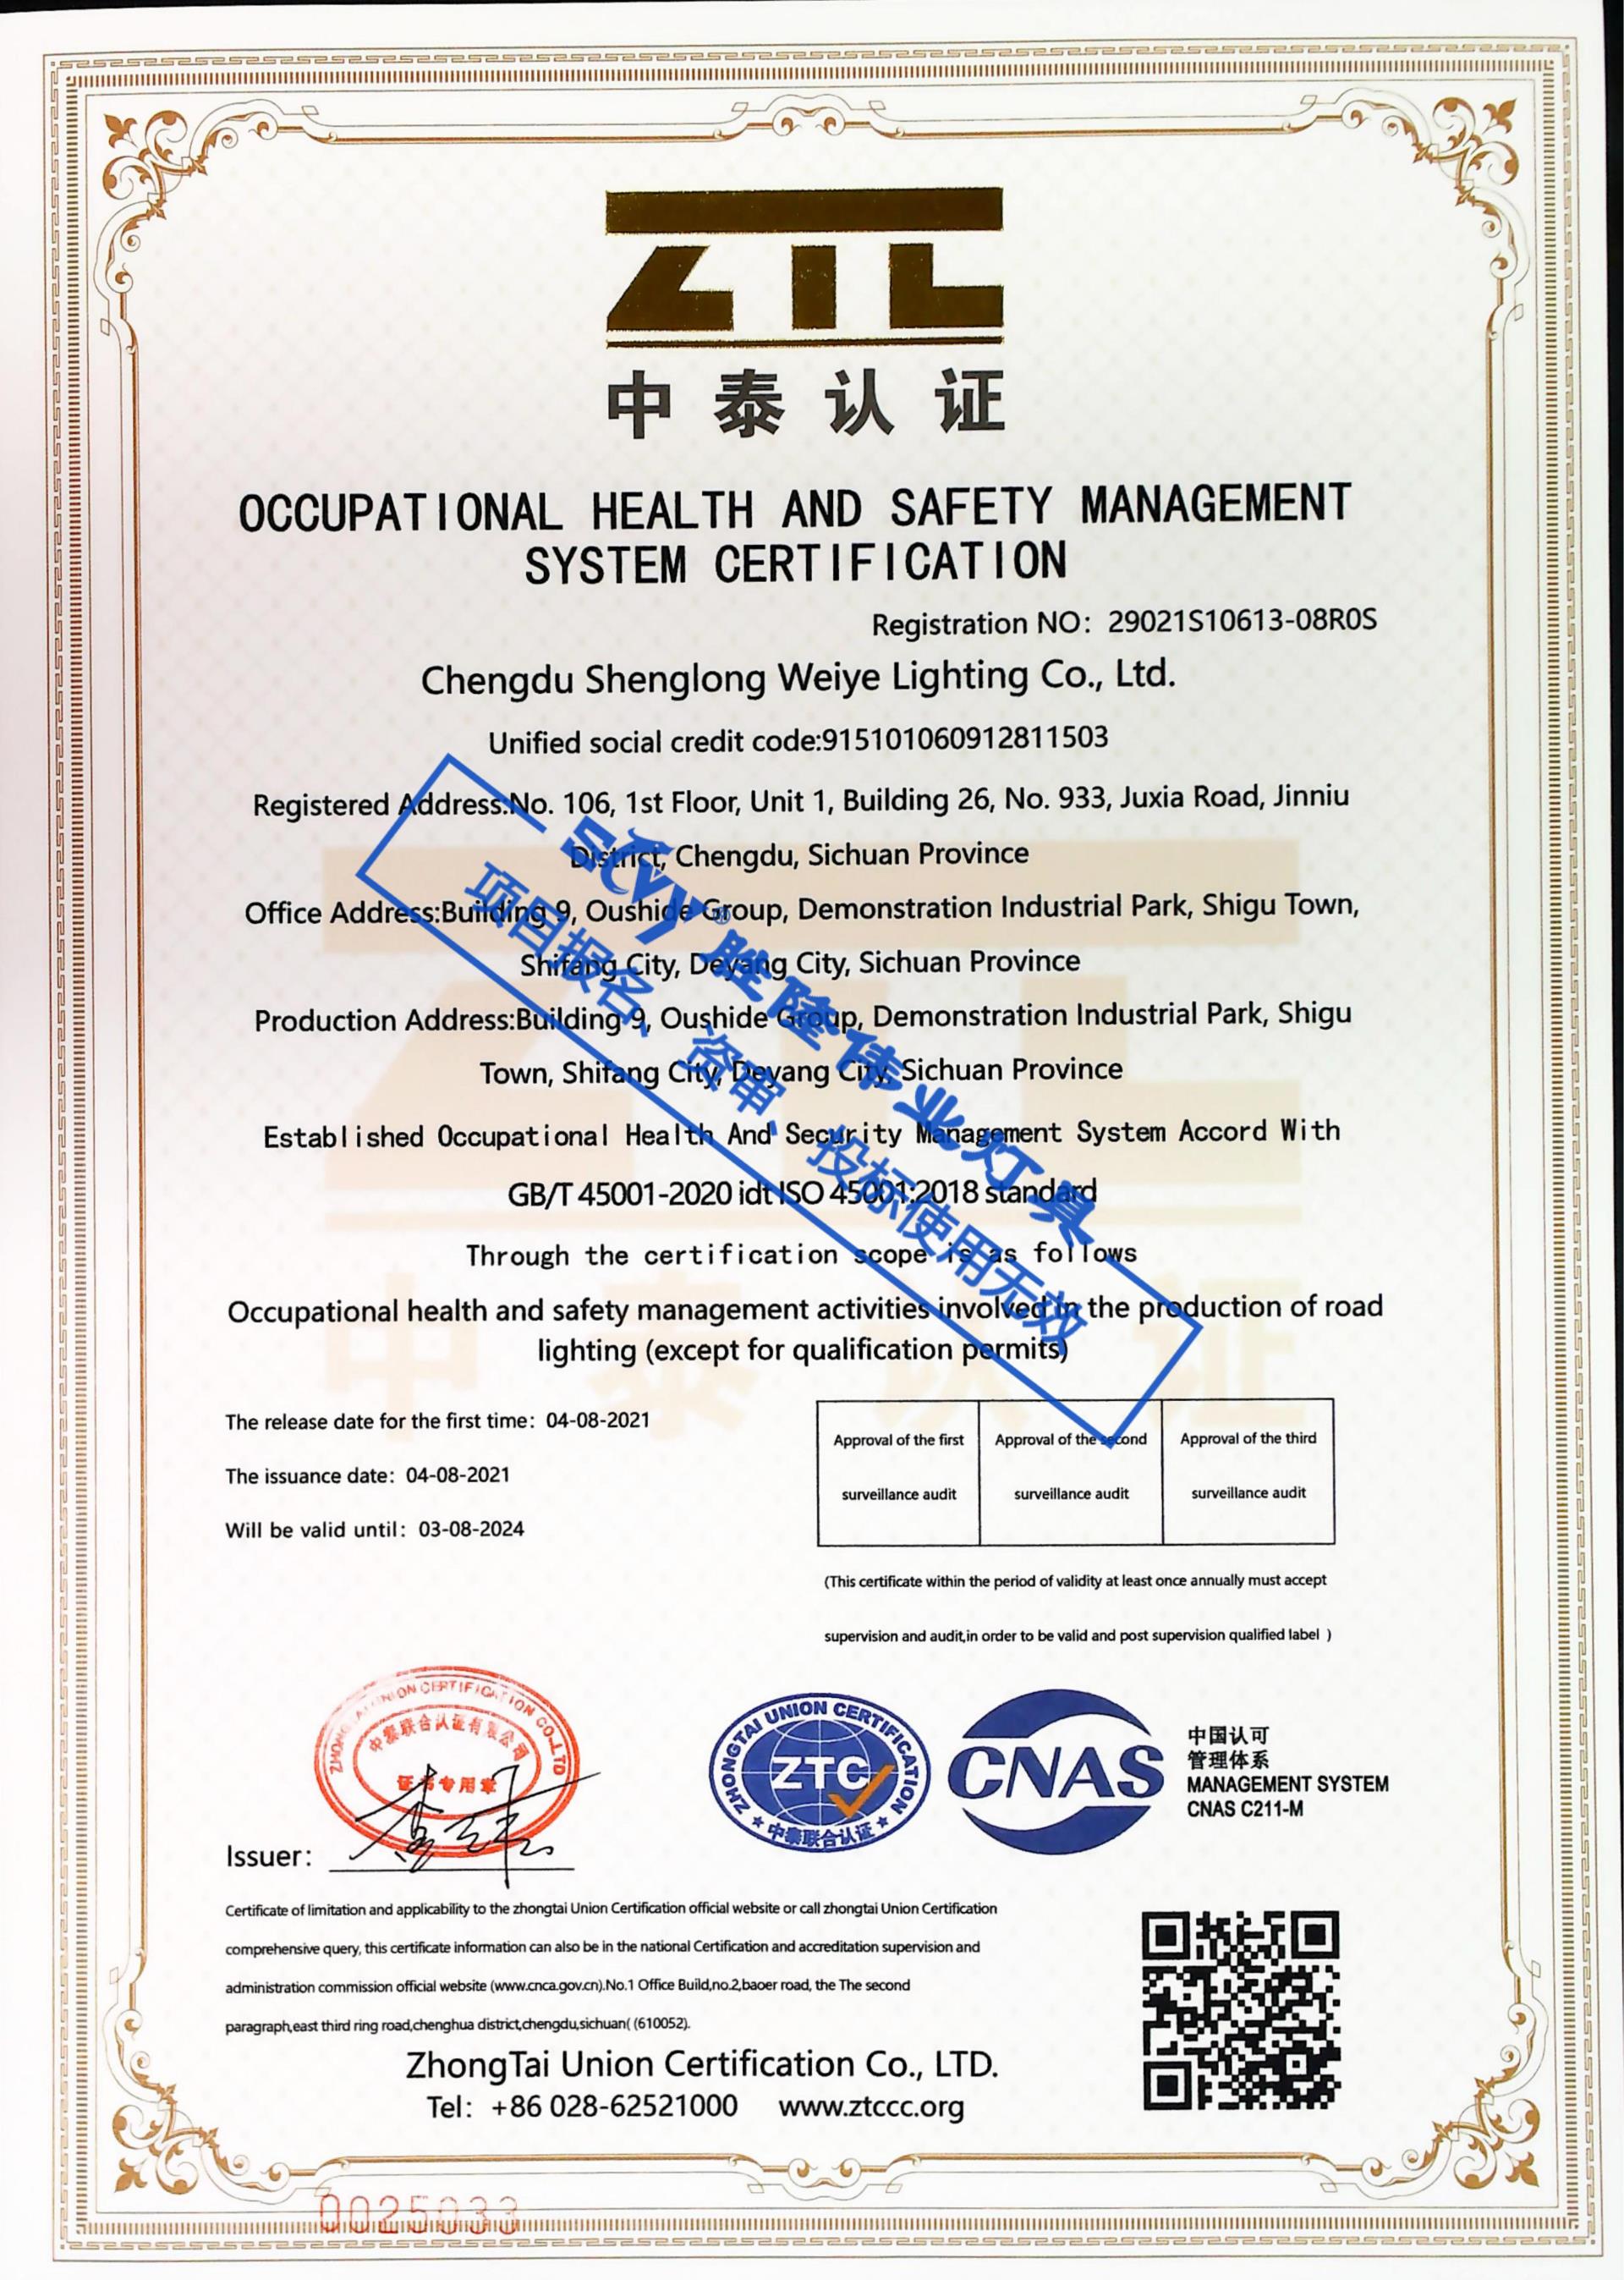 ZTL
中泰认证
OCCUPATIONAL HEALTH AND SAFETY MANAGEMENT
SYSTEM CERTIFICATION
Registration NO: 29021S10613-08R0S
Chengdu Shenglong Weiye Lighting Co., Ltd.
Unified social credit code:915101060912811503
Registered Address:No. 106, 1st Floor, Unit 1, Building 26, No. 933, Juxia Road, Jinniu
District, Chengdu, Sichuan Province
Office Address:Building 9, Oushide Group, Demonstration Industrial Park, Shigu Town,
Shifang City, Deyang City, Sichuan Province
Production Address:Building 9, Oushide Group, Demonstration Industrial Park, Shigu
Town, Shifang City, Deyang City, Sichuan Province
Established Occupational Health And Security Management System Accord With
GB/T 45001-2020 idt ISO 45001:2018 standard
Through the certification scope is as follows
Occupational health and safety management activities involved in the production of road
lighting (except for qualification permits)
胜隆伟业灯具
项目报名、咨审、投标使用无效
中泰认证
The release date for the first time: 04-08-2021
The issuance date: 04-08-2021
Will be valid until: 03-08-2024
Approval of the first
surveillance audit
Approval of the second
surveillance audit
Approval of the third
surveillance audit
(This certificate within the period of validity at least once annually must accept
supervision and audit,in order to be valid and post supervision qualified label )
ZHONGTAI UNION CERTIFICATION CO.,LTD
中泰联合认证有限公司
证书专用章
Issuer:
ZHONGTAI UNION CERTIFICATION
ZTC
中泰联合认证
CNAS
中国认可
管理体系
MANAGEMENT SYSTEM
CNAS C211-M
Certificate of limitation and applicability to the zhongtai Union Certification official website or call zhongtai Union Certification
comprehensive query, this certificate information can also be in the national Certification and accreditation supervision and
administration commission official website (www.cnca.gov.cn).No.1 Office Build,no.2,baoer road, the The second
paragraph,east third ring road,chenghua district,chengdu,sichuan( (610052).
ZhongTai Union Certification Co., LTD.
Tel: +86 028-62521000 www.ztccc.org
0025033